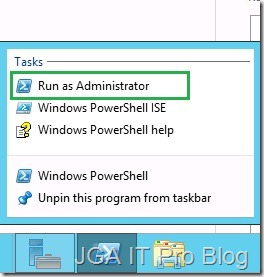 Tasks
Run as Administrator
Windows PowerShell ISE
Windows PowerShell help
Windows PowerShell
Unpin this program from taskbar
JGA IT Pro Blog